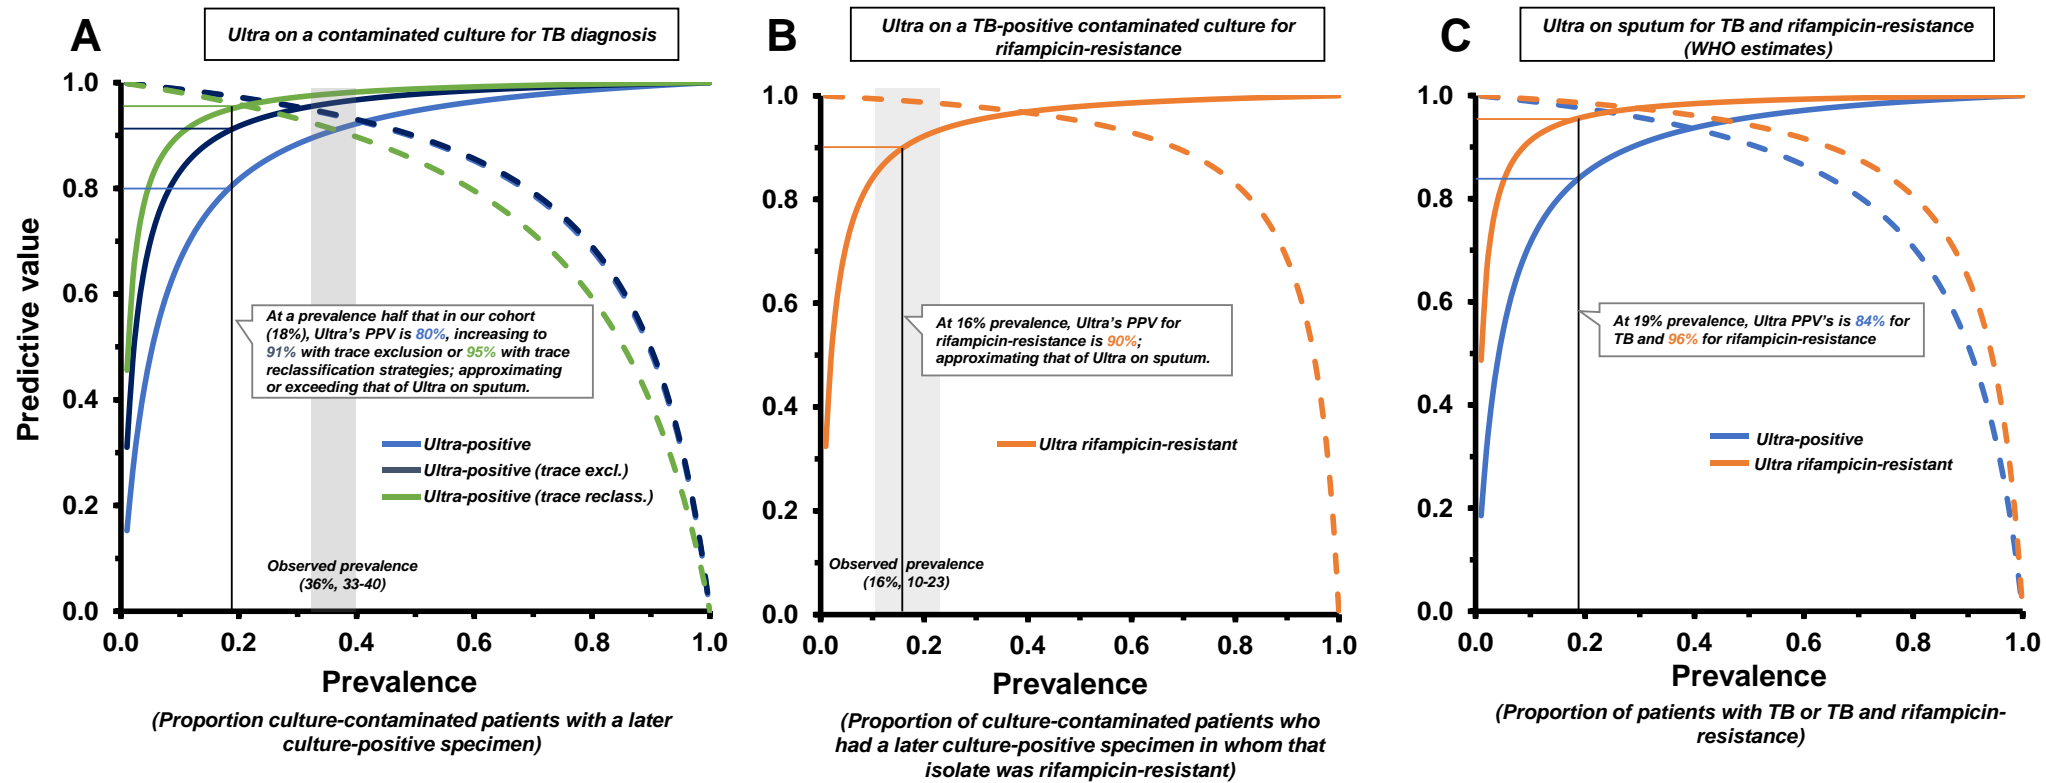 A
Ultra on a contaminated culture for TB diagnosis
1.0
0.8
0.6
0.4
0.2
0.0
Predictive value
At a prevalence half that in our cohort
(18%), Ultra's PPV is 80%, increasing to
91% with trace exclusion or 95% with trace
reclassification strategies; approximating
or exceeding that of Ultra on sputum.
Ultra-positive
Ultra-positive (trace excl.)
Ultra-positive (trace reclass.)
Observed prevalence
(36%, 33-40)
0.0 0.2 0.4 0.6 0.8 1.0
Prevalence
(Proportion culture-contaminated patients with a later
culture-positive specimen)
B
Ultra on a TB-positive contaminated culture for
rifampicin-resistance
1.0
0.8
0.6
0.4
0.2
0.0
At 16% prevalence, Ultra's PPV for
rifampicin-resistance is 90%;
approximating that of Ultra on sputum.
Ultra rifampicin-resistant
Observed prevalence
(16%, 10-23)
0.0 0.2 0.4 0.6 0.8 1.0
Prevalence
(Proportion of culture-contaminated patients who
had a later culture-positive specimen in whom that
isolate was rifampicin-resistant)
C
Ultra on sputum for TB and rifampicin-resistance
(WHO estimates)
1.0
0.8
0.6
0.4
0.2
0.0
At 19% prevalence, Ultra PPV's is 84% for
TB and 96% for rifampicin-resistance
Ultra-positive
Ultra rifampicin-resistant
0.0 0.2 0.4 0.6 0.8 1.0
Prevalence
(Proportion of patients with TB or TB and rifampicin-
resistance)